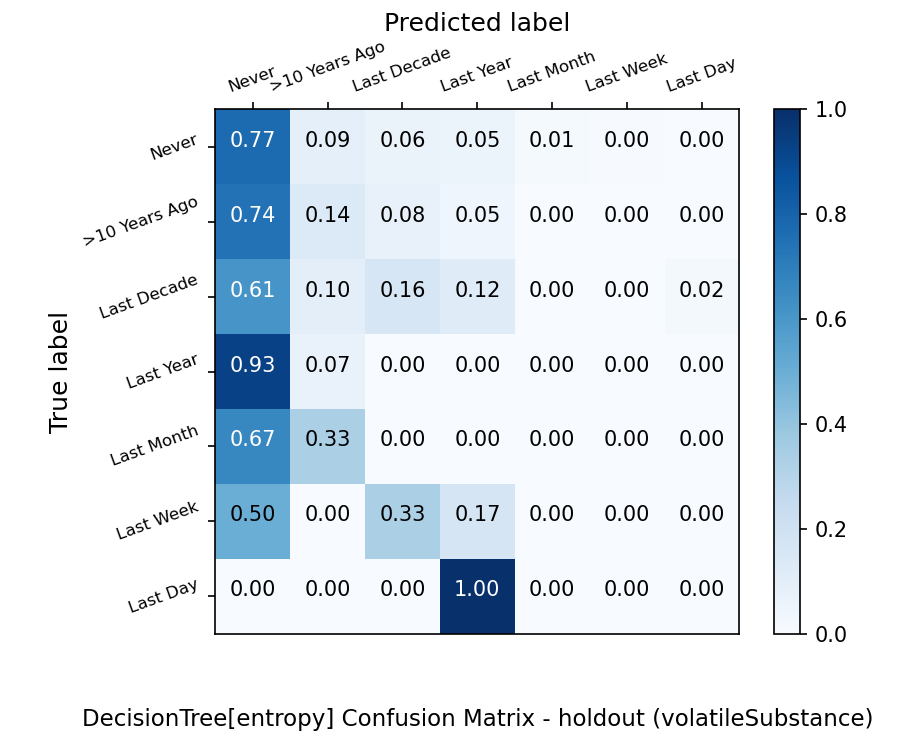 Predicted label
Never >10 Years Ago Last Decade Last Year Last Month Last Week Last Day
True label
Never 0.77 0.09 0.06 0.05 0.01 0.00 0.00
>10 Years Ago 0.74 0.14 0.08 0.05 0.00 0.00 0.00
Last Decade 0.61 0.10 0.16 0.12 0.00 0.00 0.02
Last Year 0.93 0.07 0.00 0.00 0.00 0.00 0.00
Last Month 0.67 0.33 0.00 0.00 0.00 0.00 0.00
Last Week 0.50 0.00 0.33 0.17 0.00 0.00 0.00
Last Day 0.00 0.00 0.00 1.00 0.00 0.00 0.00
1.0
0.8
0.6
0.4
0.2
0.0
DecisionTree[entropy] Confusion Matrix - holdout (volatileSubstance)